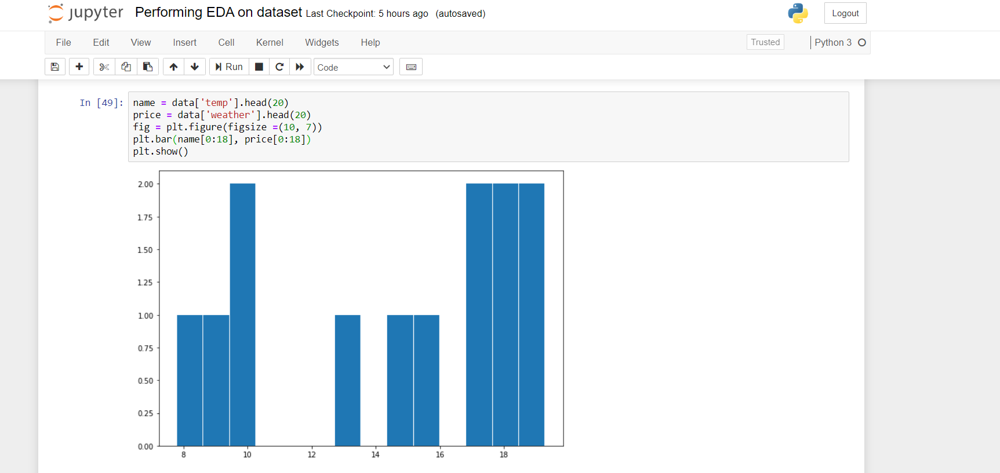 jupyter Performing EDA on dataset Last Checkpoint: 5 hours ago (autosaved) Logout
File Edit View Insert Cell Kernel Widgets Help Trusted Python 3
Run Code
In [49]: name = data['temp'].head(20)
price = data['weather'].head(20)
fig = plt.figure(figsize =(10, 7))
plt.bar(name[0:18], price[0:18])
plt.show()
2.00
1.75
1.50
1.25
1.00
0.75
0.50
0.25
0.00
8 10 12 14 16 18